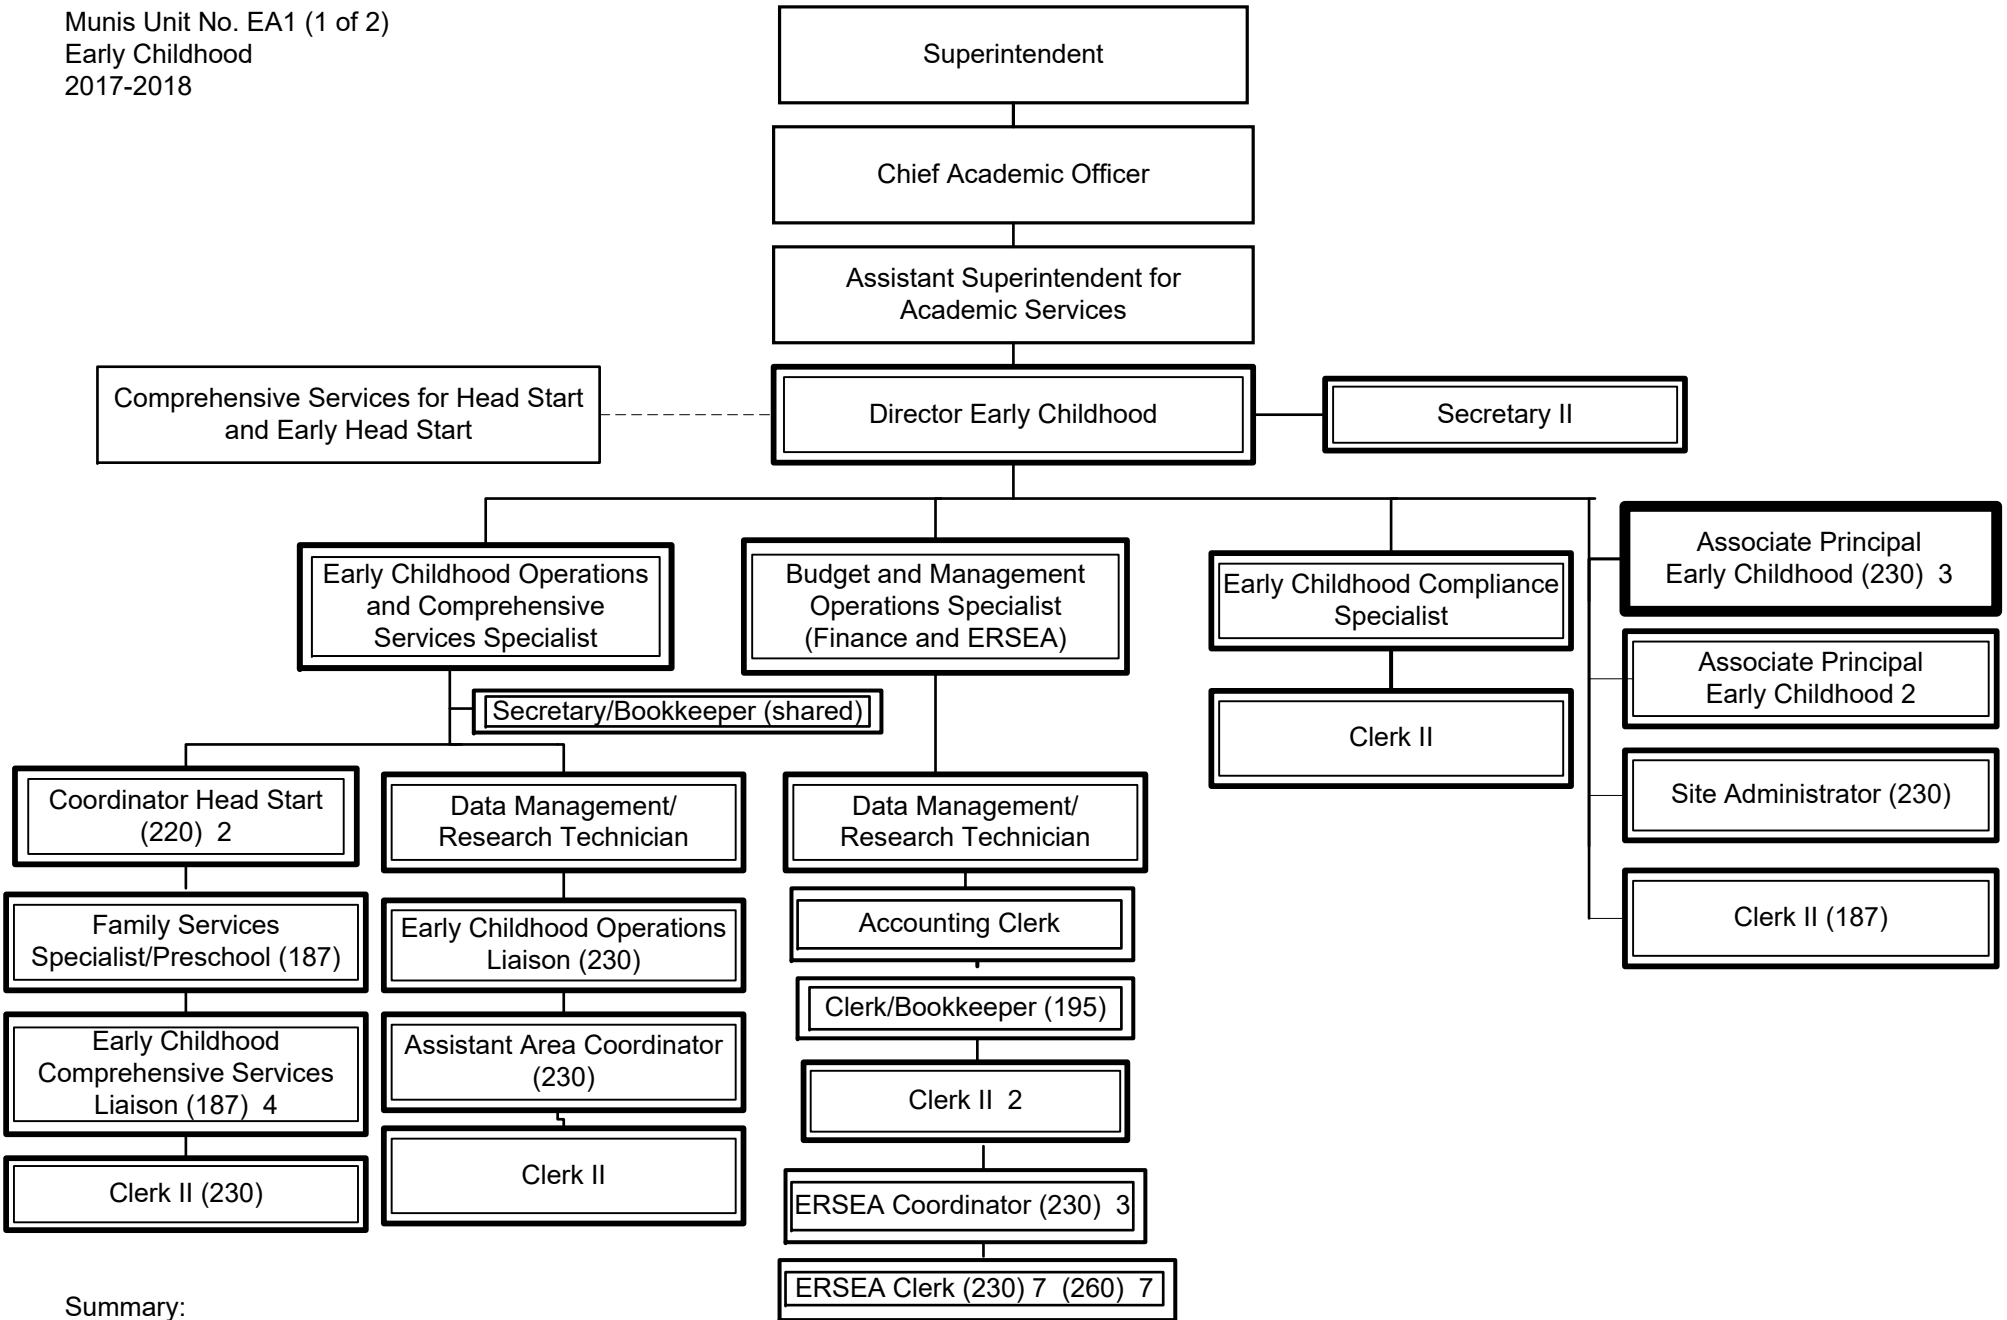 Munis Unit No. EA1 (1 of 2)
Early Childhood
2017-2018
Superintendent
Chief Academic Officer
Assistant Superintendent for
Academic Services
Comprehensive Services for Head Start
and Early Head Start
Director Early Childhood
Secretary II
Early Childhood Operations
and Comprehensive
Services Specialist
Budget and Management
Operations Specialist
(Finance and ERSEA)
Early Childhood Compliance
Specialist
Associate Principal
Early Childhood (230)  3
Associate Principal
Early Childhood 2
Site Administrator (230)
Clerk II (187)
Secretary/Bookkeeper (shared)
Clerk II
Coordinator Head Start
(220)  2
Family Services
Specialist/Preschool (187)
Early Childhood
Comprehensive Services
Liaison (187)  4
Clerk II (230)
Data Management/
Research Technician
Early Childhood Operations
Liaison (230)
Assistant Area Coordinator
(230)
Clerk II
Data Management/
Research Technician
Accounting Clerk
Clerk/Bookkeeper (195)
Clerk II  2
ERSEA Coordinator (230)  3
ERSEA Clerk (230) 7  (260)  7
Summary: